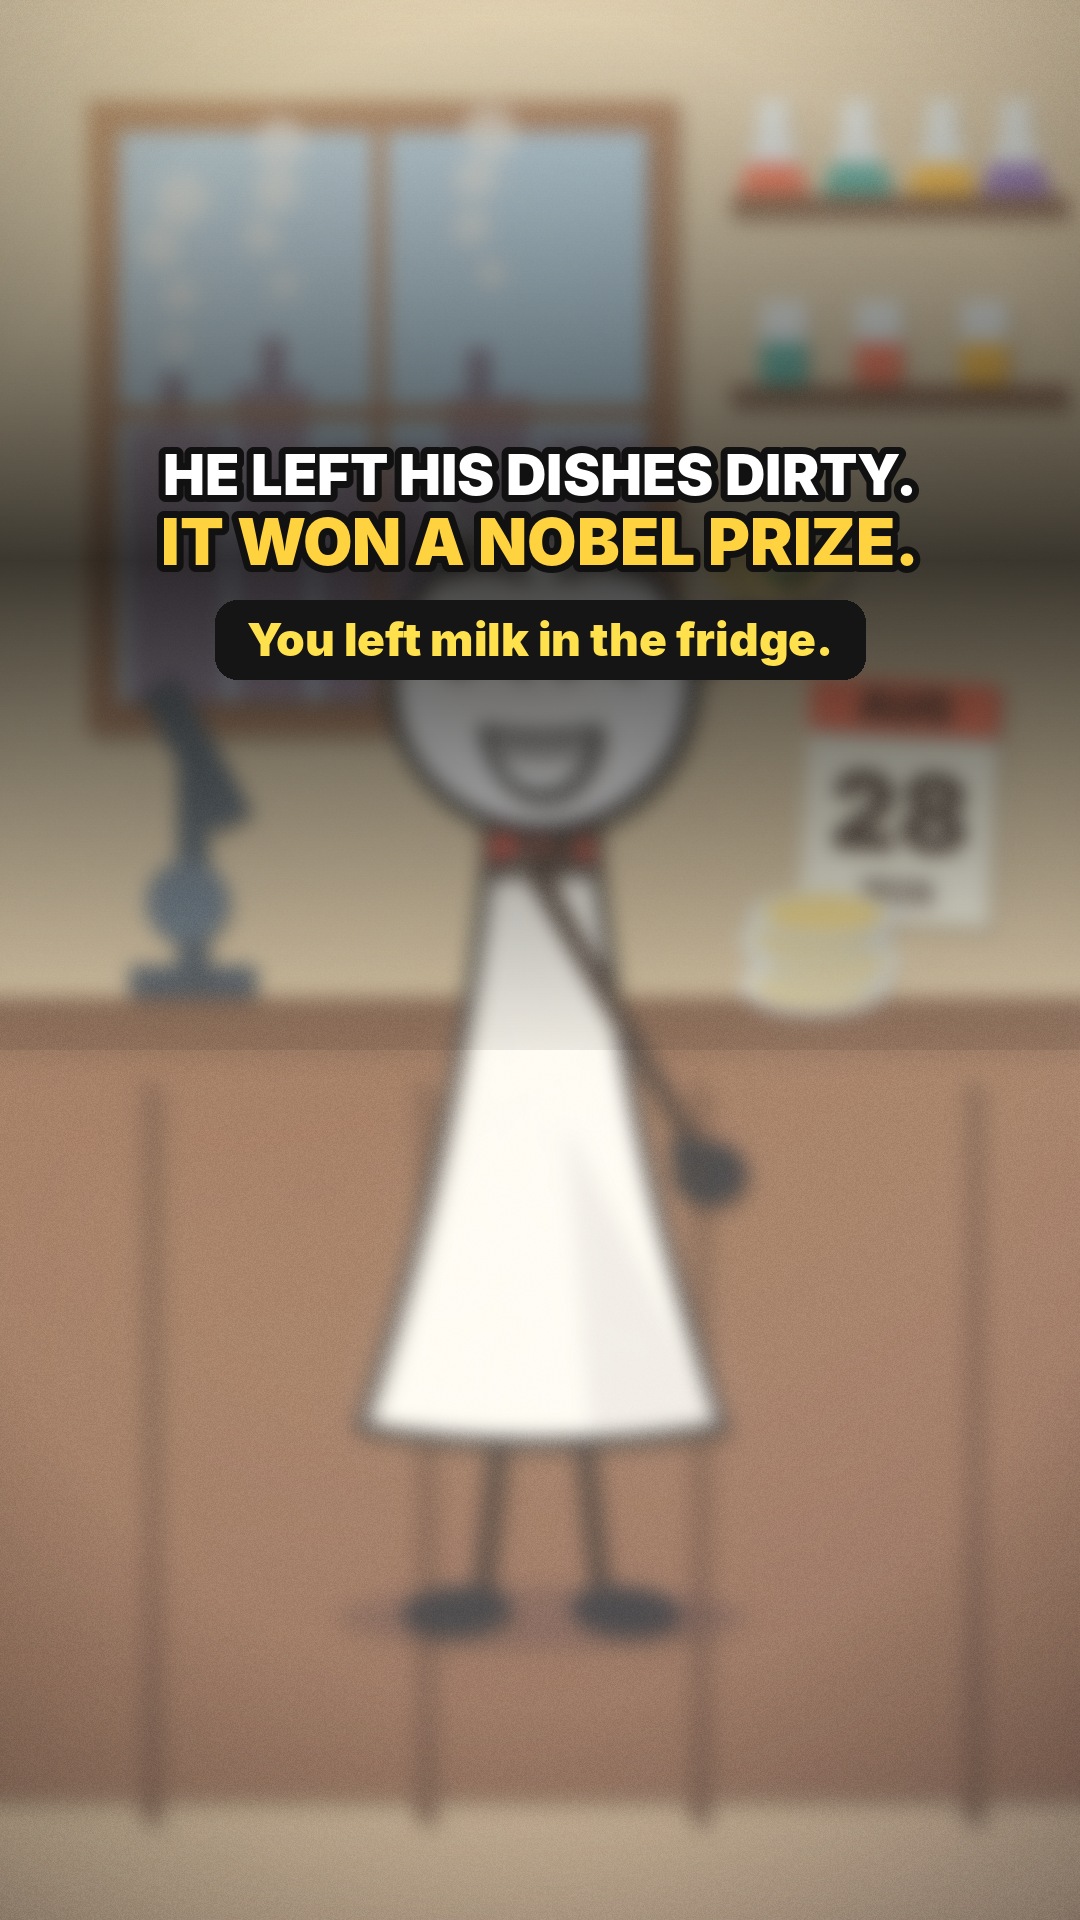 HE LEFT HIS DISHES DIRTY.
IT WON A NOBEL PRIZE.
You left milk in the fridge.
28